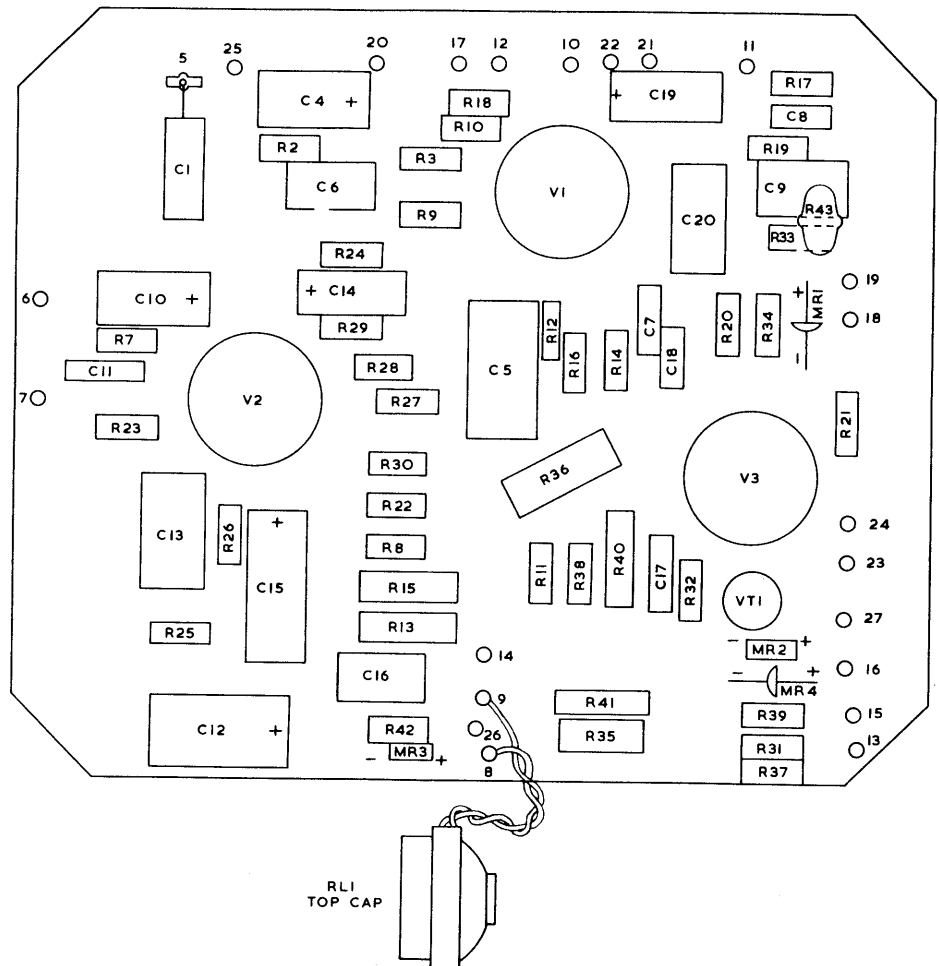 5
25
20
17
12
10
22
21
11
C4 +
R18
+ C19
R17
R10
C8
R2
R3
R19
C1
C6
V1
C9
C20
R9
R43
R33
R24
6
C10 +
+ C14
19
+
MR1
-
18
R7
R29
R12
C7
R20
R34
R16
R14
C18
C11
R28
C5
7
V2
R27
R21
R23
R30
R36
V3
R22
+
24
C13
R26
R8
R11
R38
R40
C17
R32
23
C15
R15
VT1
27
R25
R13
14
- MR2 +
C16
16
9
- MR4 +
R41
C12 +
R42
26
R35
R39
15
- MR3 +
8
R31
13
R37
RL1
TOP CAP